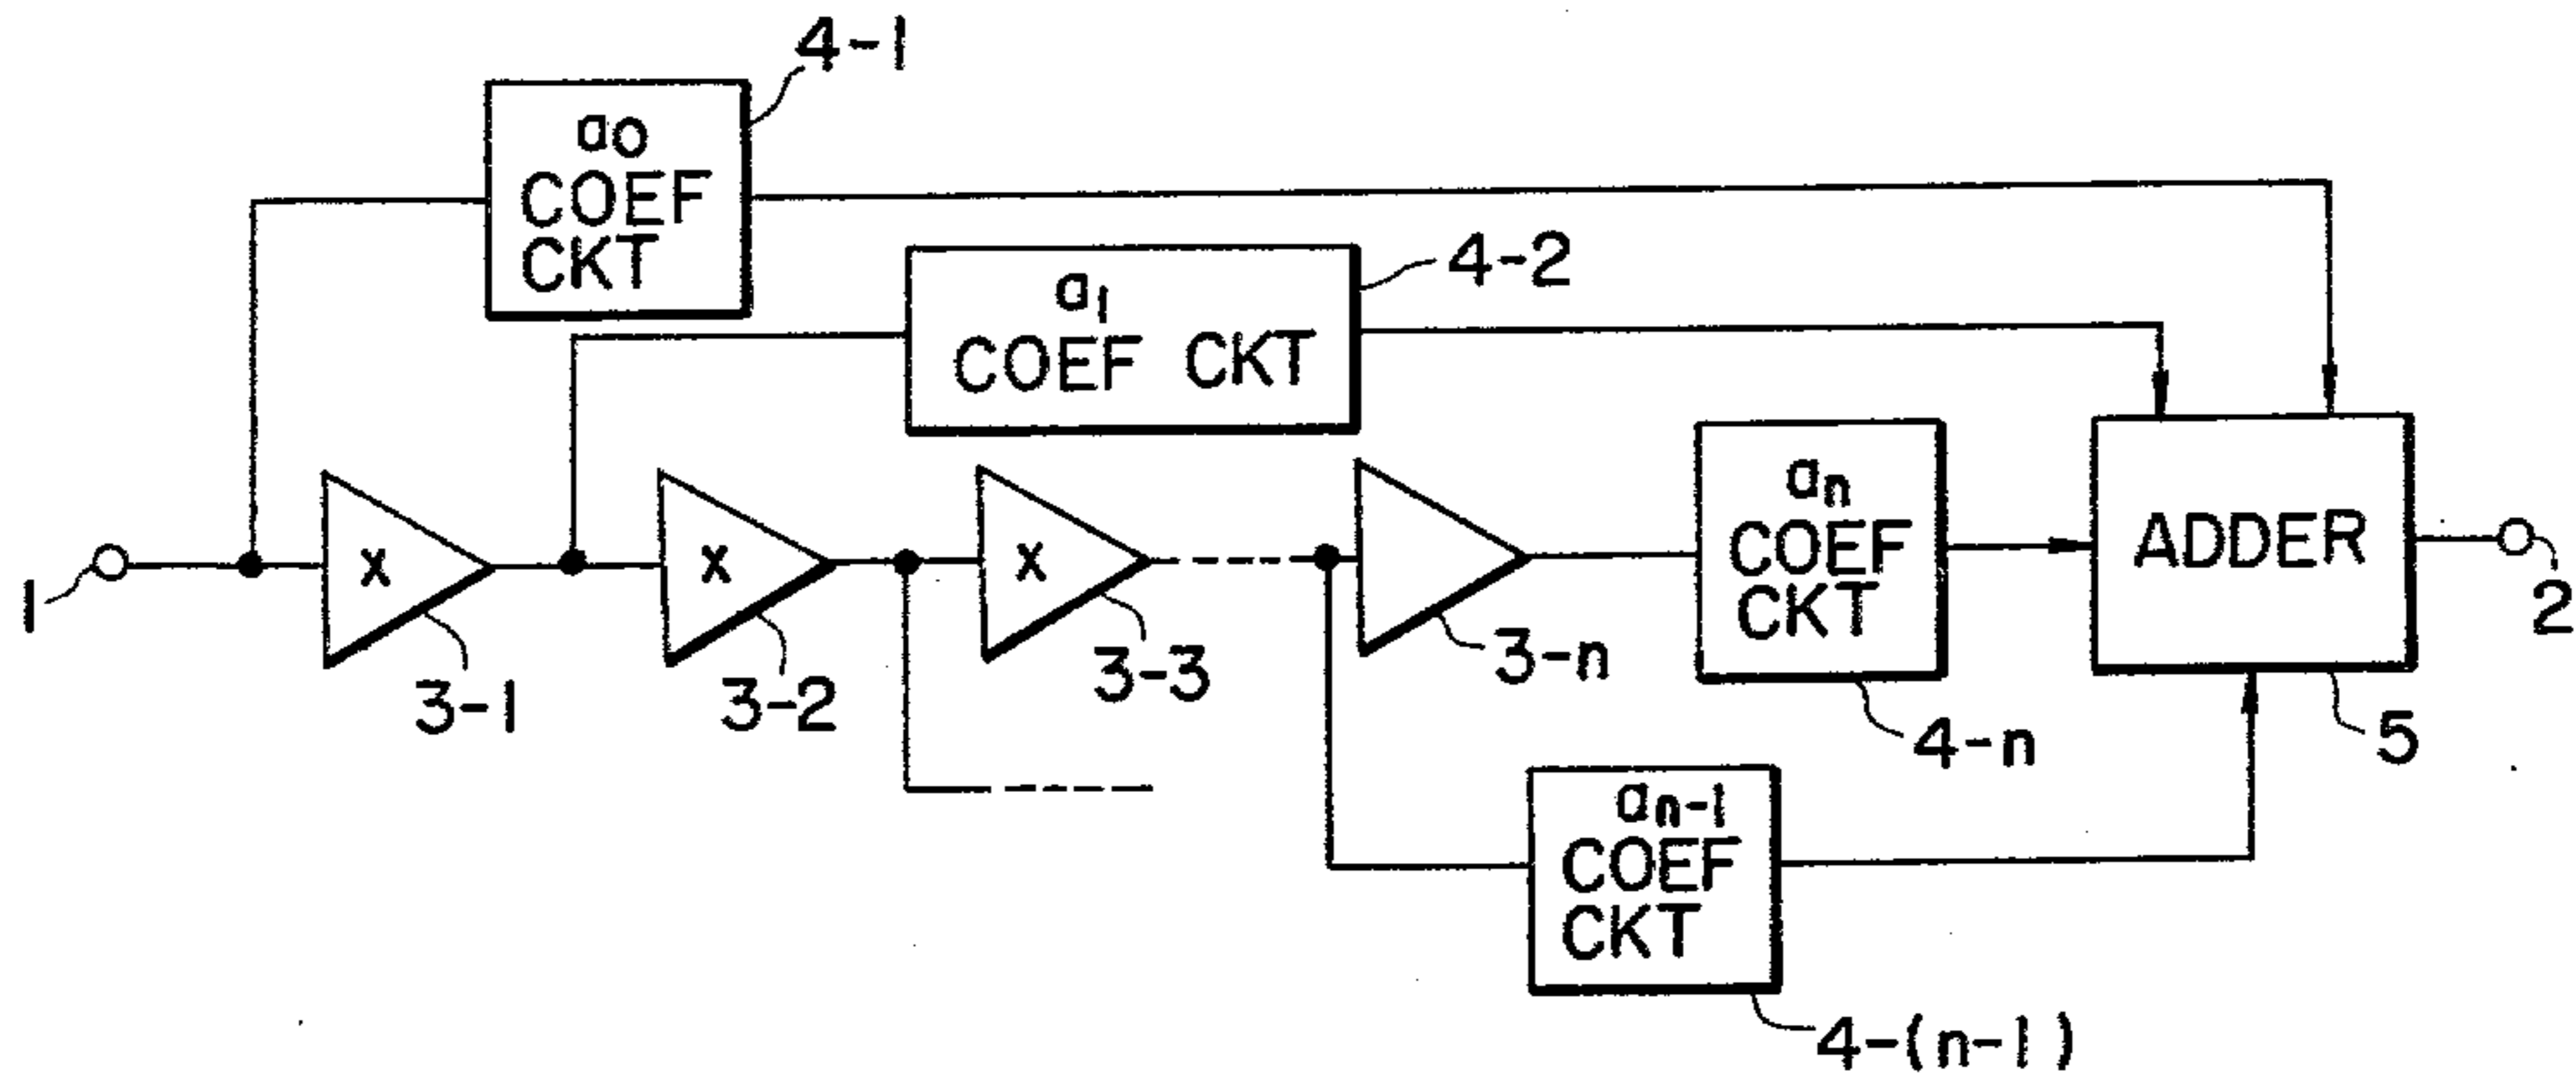 4-1
a0
COEF
CKT
4-2
a1
COEF CKT
1
x
x
x
an
COEF
CKT
ADDER
2
3-1
3-2
3-3
3-n
4-n
5
an-1
COEF
CKT
4-(n-1)